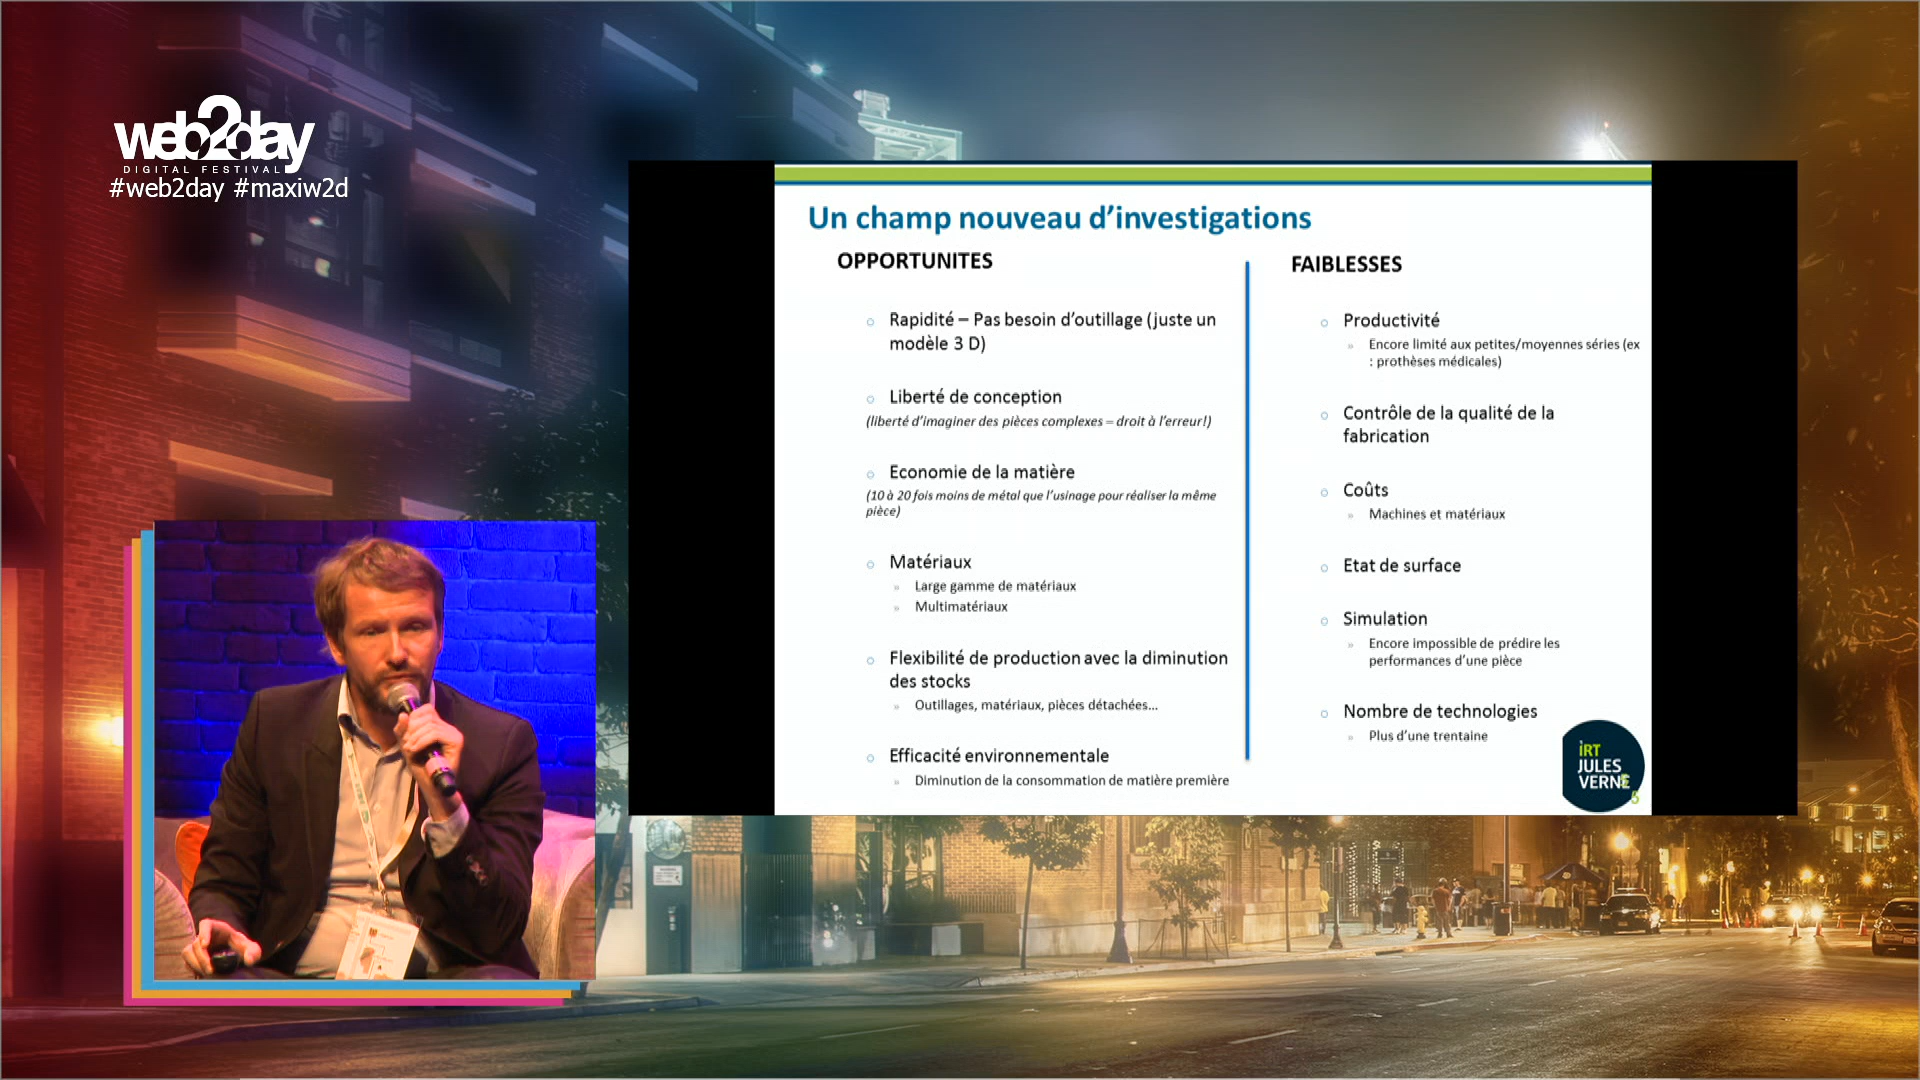 web2day
DIGITAL FESTIVAL
#web2day #maxiw2d
Un champ nouveau d'investigations
OPPORTUNITES
Rapidité – Pas besoin d'outillage (juste un
modèle 3 D)
Liberté de conception
(liberté d'imaginer des pièces complexes = droit à l'erreur!)
Economie de la matière
(10 à 20 fois moins de métal que l'usinage pour réaliser la même
pièce)
Matériaux
» Large gamme de matériaux
» Multimatériaux
Flexibilité de production avec la diminution
des stocks
» Outillages, matériaux, pièces détachées...
Efficacité environnementale
» Diminution de la consommation de matière première
FAIBLESSES
Productivité
» Encore limité aux petites/moyennes séries (ex
: prothèses médicales)
Contrôle de la qualité de la
fabrication
Coûts
» Machines et matériaux
Etat de surface
Simulation
» Encore impossible de prédire les
performances d'une pièce
Nombre de technologies
» Plus d'une trentaine
iRT
JULES
VERNE